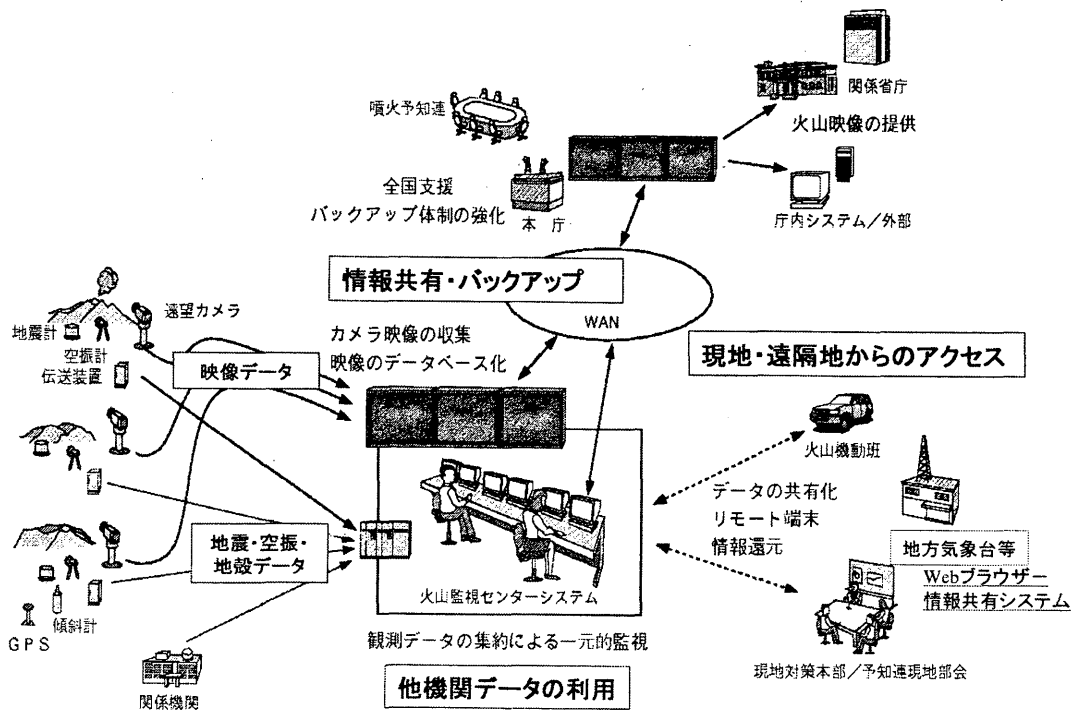 噴火予知連
関係省庁
火山映像の提供
全国支援
バックアップ体制の強化
本庁
庁内システム／外部
情報共有・バックアップ
WAN
遠望カメラ
地震計
空振計
伝送装置
カメラ映像の収集
映像のデータベース化
映像データ
現地・遠隔地からのアクセス
火山機動班
データの共有化
リモート端末
情報還元
地震・空振・
地殻データ
地方気象台等
Webブラウザー
情報共有システム
火山監視センターシステム
傾斜計
GPS
観測データの集約による一元的監視
現地対策本部／予知連現地部会
関係機関
他機関データの利用